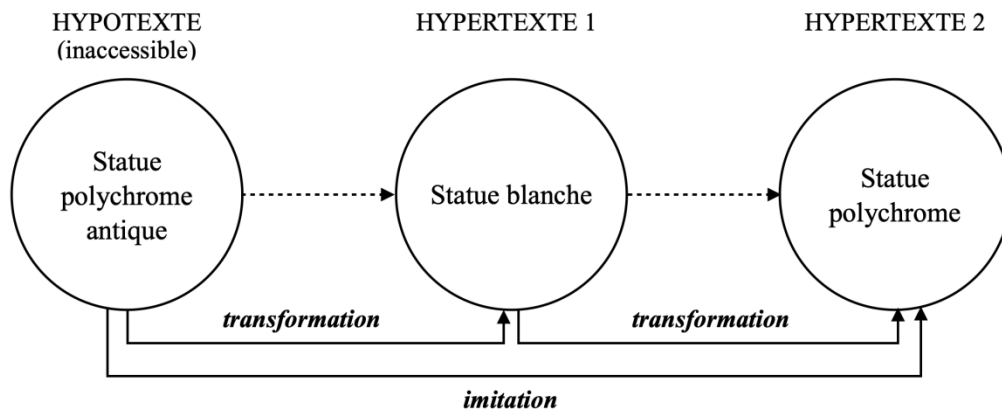 HYPOTEXTE
(inaccessible)
HYPERTEXTE 1
HYPERTEXTE 2
Statue
polychrome
antique
Statue blanche
Statue
polychrome
transformation
transformation
imitation